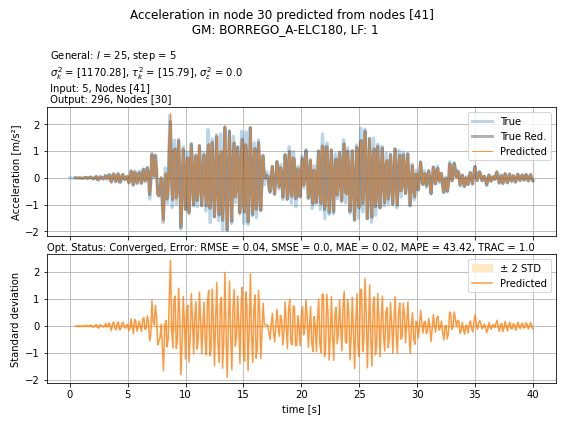 Acceleration in node 30 predicted from nodes [41]
GM: BORREGO_A-ELC180, LF: 1
General: l = 25, step = 5
σ²ₖ = [1170.28], τ²ₖ = [15.79], σ²ε = 0.0
Input: 5, Nodes [41]
Output: 296, Nodes [30]
Acceleration [m/s²]
2
1
0
−1
−2
True
True Red.
Predicted
Opt. Status: Converged, Error: RMSE = 0.04, SMSE = 0.0, MAE = 0.02, MAPE = 43.42, TRAC = 1.0
Standard deviation
2
1
0
−1
−2
± 2 STD
Predicted
0 5 10 15 20 25 30 35 40
time [s]